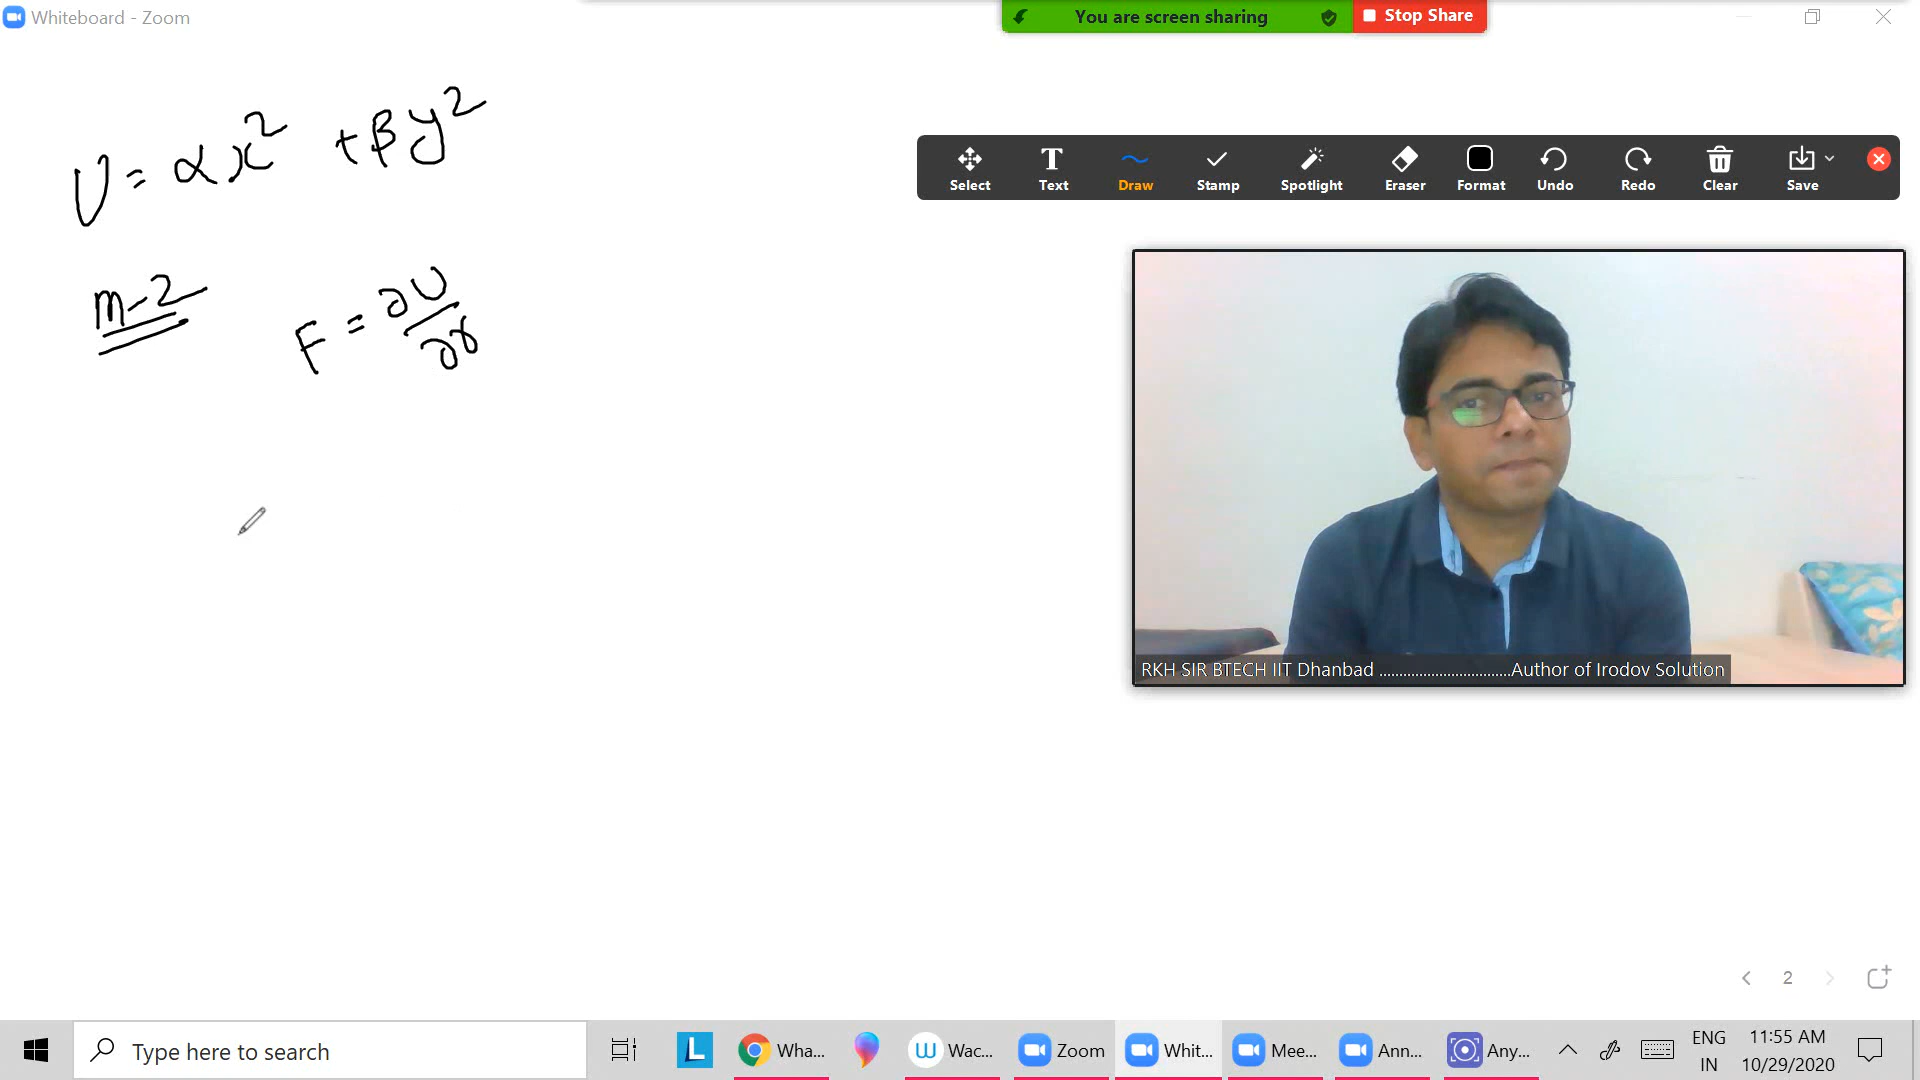 Whiteboard - Zoom
You are screen sharing
Stop Share
U = αx² + βy²
Select
Text
Draw
Stamp
Spotlight
Eraser
Format
Undo
Redo
Clear
Save
m-2
F = ∂U/∂r
RKH SIR BTECH IIT Dhanbad .................................Author of Irodov Solution
2
Type here to search
L
Wha...
W
Wac...
Zoom
Whit...
Mee...
Ann...
Any...
ENG
IN
11:55 AM
10/29/2020